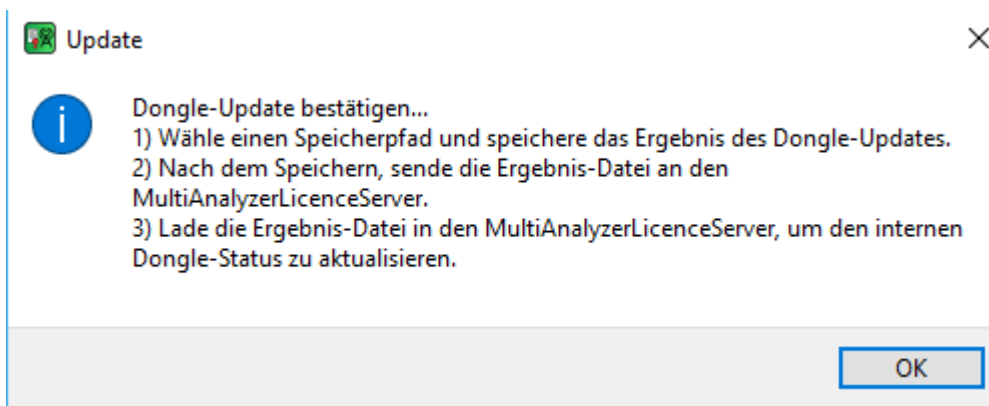 Update
Dongle-Update bestätigen...
1) Wähle einen Speicherpfad und speichere das Ergebnis des Dongle-Updates.
2) Nach dem Speichern, sende die Ergebnis-Datei an den
MultiAnalyzerLicenceServer.
3) Lade die Ergebnis-Datei in den MultiAnalyzerLicenceServer, um den internen
Dongle-Status zu aktualisieren.
OK